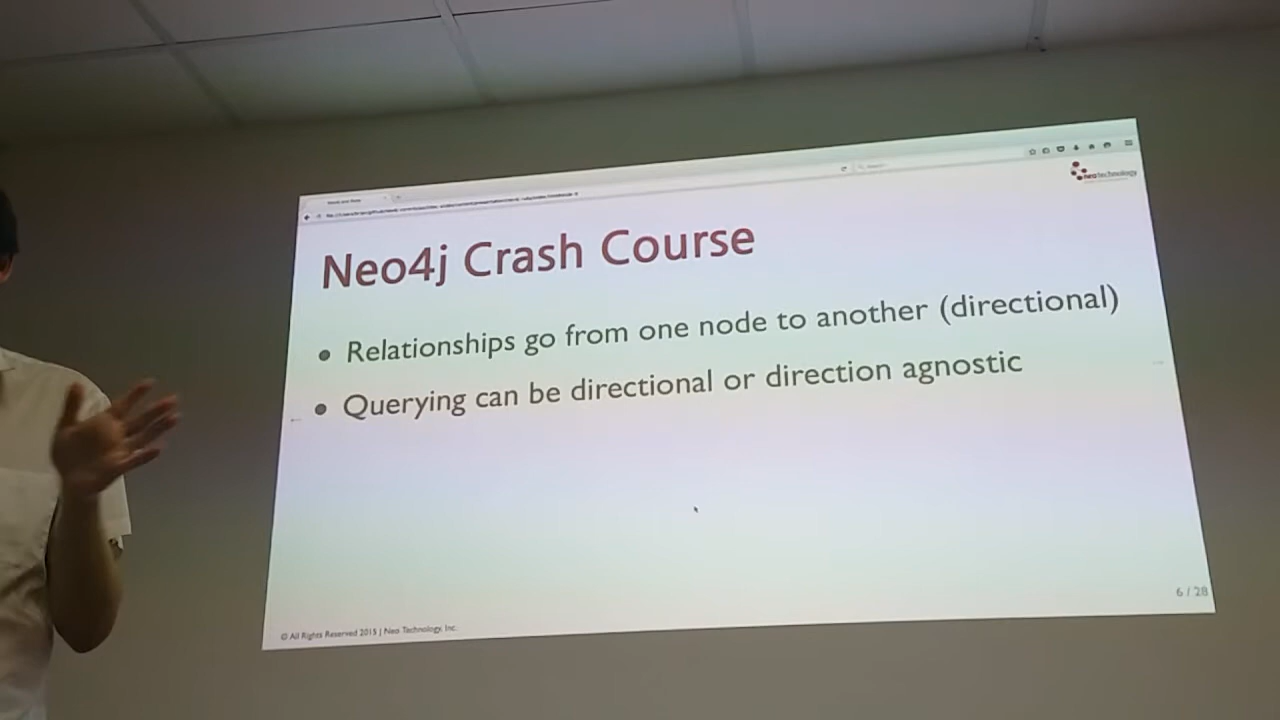 neotechnology
Neo4j Crash Course
• Relationships go from one node to another (directional)
• Querying can be directional or direction agnostic
6 / 28
© All Rights Reserved 2015 | Neo Technology, Inc.